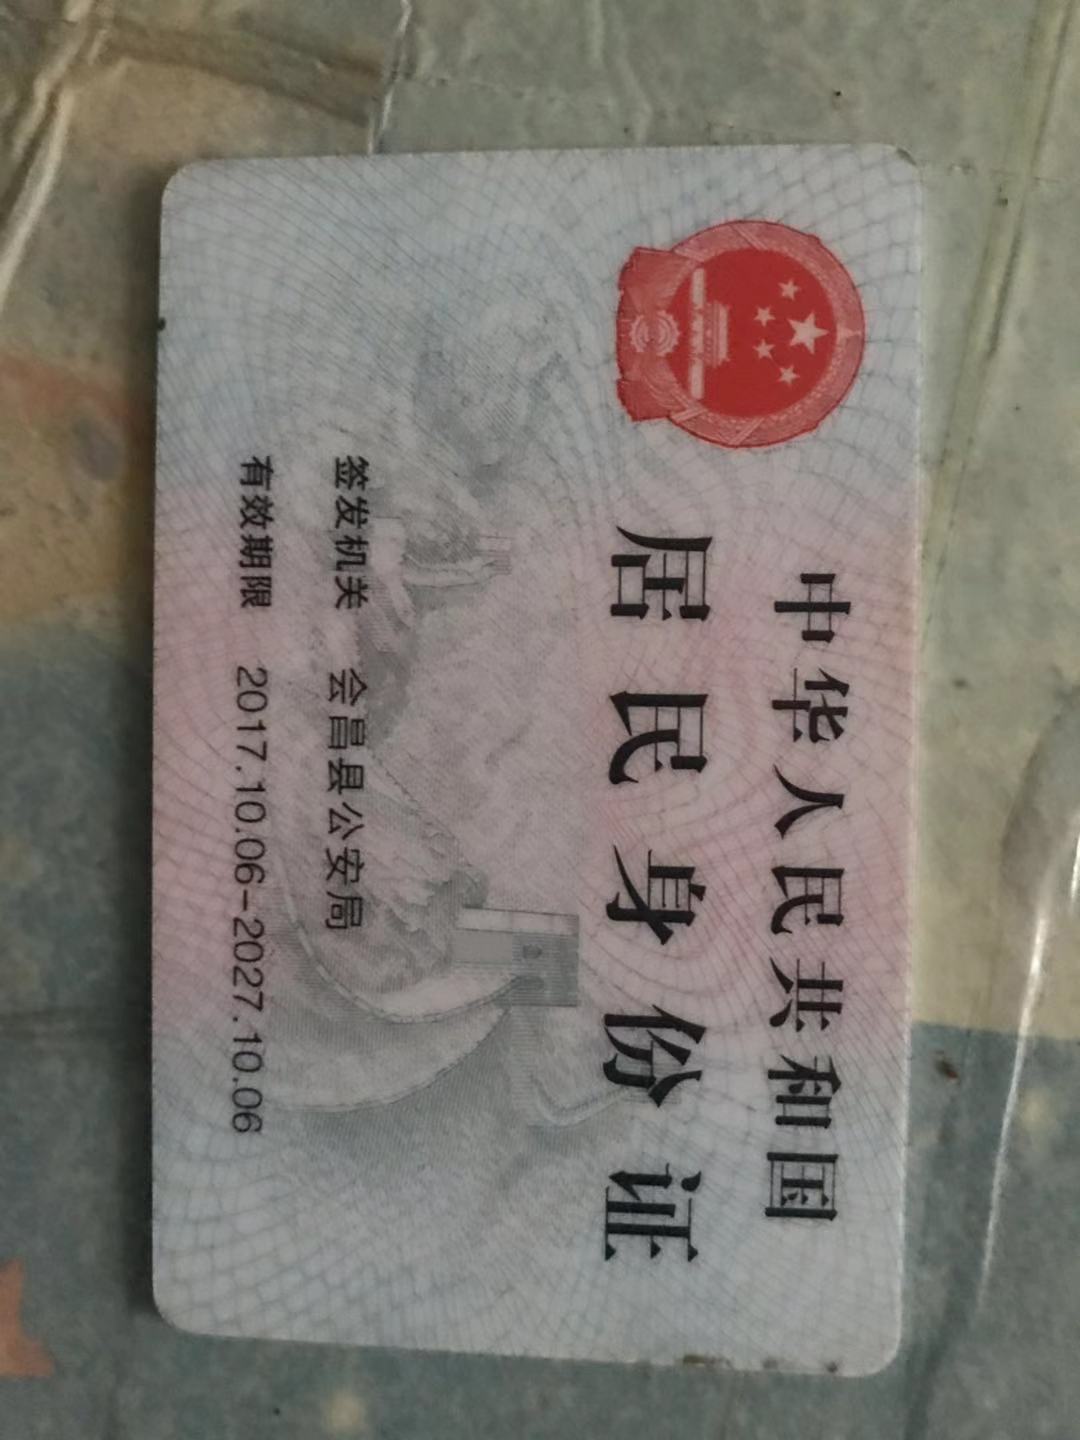 中华人民共和国
居民身份证
签发机关 会昌县公安局
有效期限 2017.10.06-2027.10.06